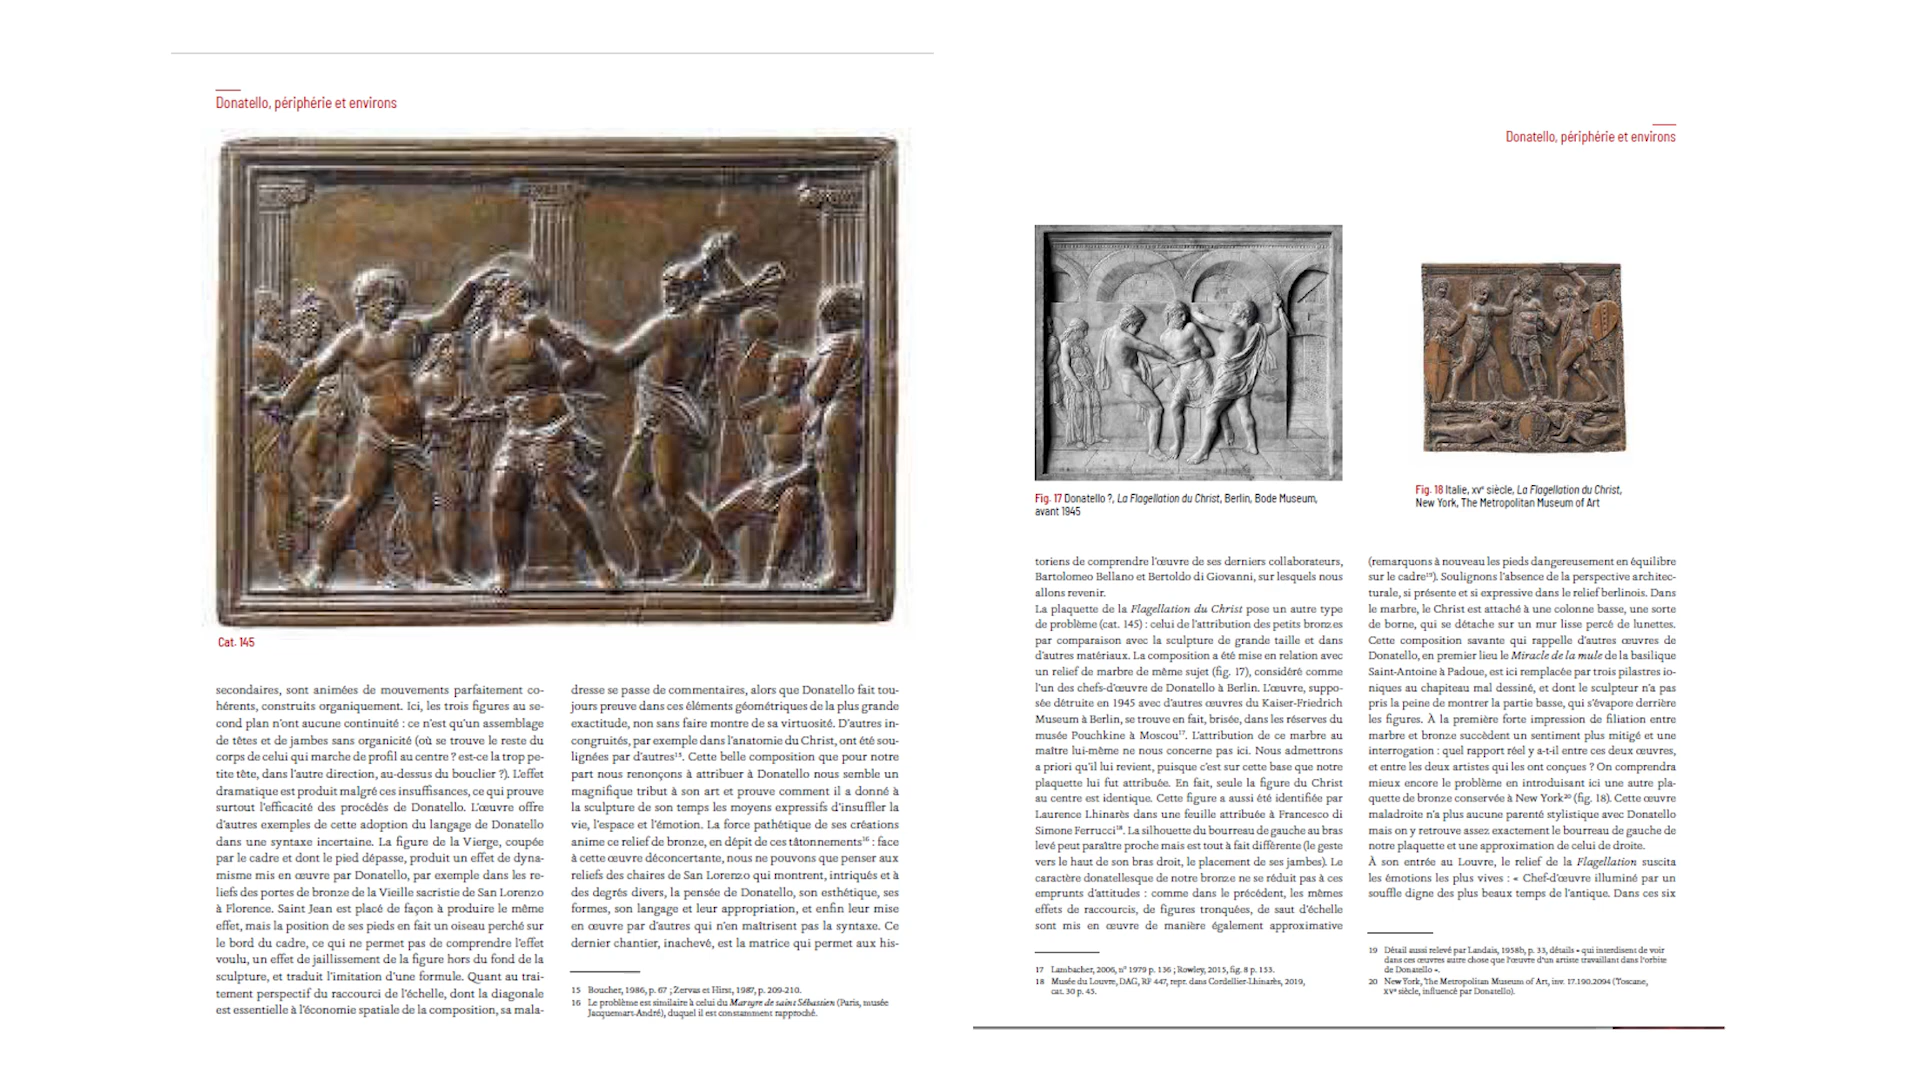 Donatello, périphérie et environs
Cat. 145
secondaires, sont animées de mouvements parfaitement co-
hérents, construits organiquement. Ici, les trois figures au se-
cond plan n'ont aucune continuité : ce n'est qu'un assemblage
de têtes et de jambes sans organicité (où se trouve le reste du
corps de celui qui marche de profil au centre ? est-ce la trop pe-
tite tête, dans l'autre direction, au-dessus du bouclier ?). L'effet
dramatique est produit malgré ces insuffisances, ce qui prouve
surtout l'efficacité des procédés de Donatello. L'œuvre offre
d'autres exemples de cette adoption du langage de Donatello
dans une syntaxe incertaine. La figure de la Vierge, coupée
par le cadre et dont le pied dépasse, produit un effet de dyna-
misme mis en œuvre par Donatello, par exemple dans les re-
liefs des portes de bronze de la Vieille sacristie de San Lorenzo
à Florence. Saint Jean est placé de façon à produire le même
effet, mais la position de ses pieds en fait un oiseau perché sur
le bord du cadre, ce qui ne permet pas de comprendre l'effet
voulu, un effet de jaillissement de la figure hors du fond de la
sculpture, et traduit l'imitation d'une formule. Quant au trai-
tement perspectif du raccourci de l'échelle, dont la diagonale
est essentielle à l'économie spatiale de la composition, sa mala-
dresse se passe de commentaires, alors que Donatello fait tou-
jours preuve dans ces éléments géométriques de la plus grande
exactitude, non sans faire montre de sa virtuosité. D'autres in-
congruités, par exemple dans l'anatomie du Christ, ont été sou-
lignées par d'autres¹⁵. Cette belle composition que pour notre
part nous renonçons à attribuer à Donatello nous semble un
magnifique tribut à son art et prouve comment il a donné à
la sculpture de son temps les moyens expressifs d'insuffler la
vie, l'espace et l'émotion. La force pathétique de ses créations
anime ce relief de bronze, en dépit de ces tâtonnements¹⁶ : face
à cette œuvre déconcertante, nous ne pouvons que penser aux
reliefs des chaires de San Lorenzo qui montrent, intriqués et à
des degrés divers, la pensée de Donatello, son esthétique, ses
formes, son langage et leur appropriation, et enfin leur mise
en œuvre par d'autres qui n'en maîtrisent pas la syntaxe. Ce
dernier chantier, inachevé, est la matrice qui permet aux his-
15 Boucher, 1986, p. 67 ; Zervas et Hirst, 1987, p. 209-210.
16 Le problème est similaire à celui du Martyre de saint Sébastien (Paris, musée
Jacquemart-André), duquel il est constamment rapproché.
Donatello, périphérie et environs
Fig. 17 Donatello ?, La Flagellation du Christ, Berlin, Bode Museum,
avant 1945
Fig. 18 Italie, XVᵉ siècle, La Flagellation du Christ,
New York, The Metropolitan Museum of Art
toriens de comprendre l'œuvre de ses derniers collaborateurs,
Bartolomeo Bellano et Bertoldo di Giovanni, sur lesquels nous
allons revenir.
La plaquette de la Flagellation du Christ pose un autre type
de problème (cat. 145) : celui de l'attribution des petits bronzes
par comparaison avec la sculpture de grande taille et dans
d'autres matériaux. La composition a été mise en relation avec
un relief de marbre de même sujet (fig. 17), considéré comme
l'un des chefs-d'œuvre de Donatello à Berlin. L'œuvre, suppo-
sée détruite en 1945 avec d'autres œuvres du Kaiser-Friedrich
Museum à Berlin, se trouve en fait, brisée, dans les réserves du
musée Pouchkine à Moscou¹⁷. L'attribution de ce marbre au
maître lui-même ne nous concerne pas ici. Nous admettrons
a priori qu'il lui revient, puisque c'est sur cette base que notre
plaquette lui fut attribuée. En fait, seule la figure du Christ
au centre est identique. Cette figure a aussi été identifiée par
Laurence Lhinarès dans une feuille attribuée à Francesco di
Simone Ferrucci¹⁸. La silhouette du bourreau de gauche au bras
levé peut paraître proche mais est tout à fait différente (le geste
vers le haut de son bras droit, le placement de ses jambes). Le
caractère donatellesque de notre bronze ne se réduit pas à ces
emprunts d'attitudes : comme dans le précédent, les mêmes
effets de raccourcis, de figures tronquées, de saut d'échelle
sont mis en œuvre de manière également approximative
(remarquons à nouveau les pieds dangereusement en équilibre
sur le cadre¹⁹). Soulignons l'absence de la perspective architec-
turale, si présente et si expressive dans le relief berlinois. Dans
le marbre, le Christ est attaché à une colonne basse, une sorte
de borne, qui se détache sur un mur lisse percé de lunettes.
Cette composition savante qui rappelle d'autres œuvres de
Donatello, en premier lieu le Miracle de la mule de la basilique
Saint-Antoine à Padoue, est ici remplacée par trois pilastres io-
niques au chapiteau mal dessiné, et dont le sculpteur n'a pas
pris la peine de montrer la partie basse, qui s'évapore derrière
les figures. À la première forte impression de filiation entre
marbre et bronze succèdent un sentiment plus mitigé et une
interrogation : quel rapport réel y a-t-il entre ces deux œuvres,
et entre les deux artistes qui les ont conçues ? On comprendra
mieux encore le problème en introduisant ici une autre pla-
quette de bronze conservée à New York²⁰ (fig. 18). Cette œuvre
maladroite n'a plus aucune parenté stylistique avec Donatello
mais on y retrouve assez exactement le bourreau de gauche de
notre plaquette et une approximation de celui de droite.
À son entrée au Louvre, le relief de la Flagellation suscita
les émotions les plus vives : « Chef-d'œuvre illuminé par un
souffle digne des plus beaux temps de l'antique. Dans ces six
17 Lambacher, 2006, n° 1979 p. 136 ; Rowley, 2015, fig. 8 p. 153.
18 Musée du Louvre, DAG, RF 447, repr. dans Cordellier-Lhinarès, 2019,
cat. 30 p. 45.
19 Détail aussi relevé par Landais, 1958b, p. 33, détails « qui interdisent de voir
dans ces œuvres autre chose que l'œuvre d'un artiste travaillant dans l'orbite
de Donatello ».
20 New York, The Metropolitan Museum of Art, inv. 17.190.2094 (Toscane,
XVᵉ siècle, influencé par Donatello).